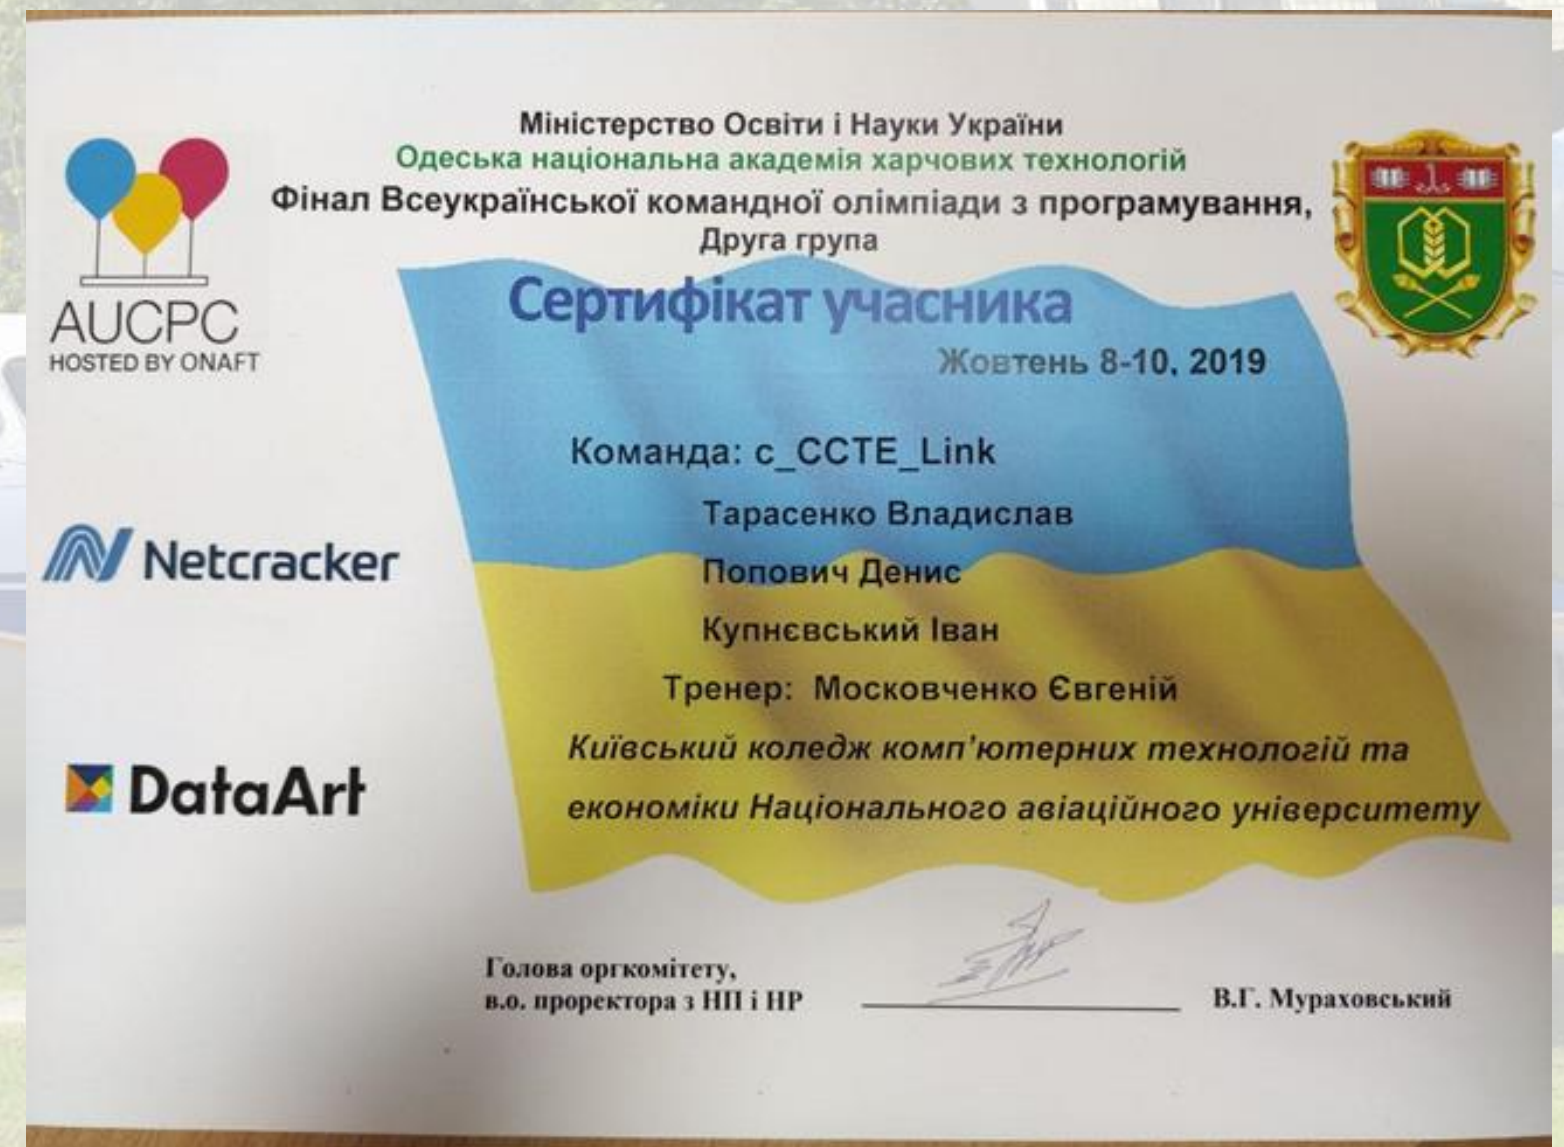 Міністерство Освіти і Науки України
Одеська національна академія харчових технологій
Фінал Всеукраїнської командної олімпіади з програмування,
Друга група
Сертифікат учасника
Жовтень 8-10, 2019
AUCPC
HOSTED BY ONAFT
Команда: c_CCTE_Link
Тарасенко Владислав
Попович Денис
Купнєвський Іван
Тренер: Московченко Євгеній
Київський коледж комп'ютерних технологій та
економіки Національного авіаційного університету
Netcracker
DataArt
Голова оргкомітету,
в.о. проректора з НП і НР
В.Г. Мураховський